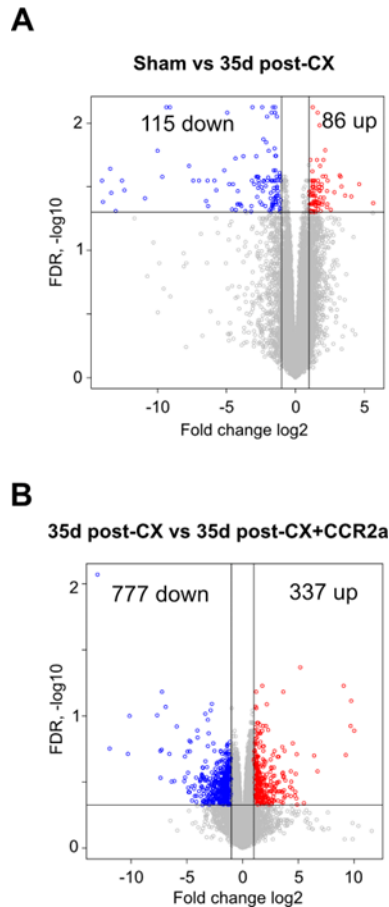 A
Sham vs 35d post-CX
115 down
86 up
2
1
0
FDR, -log10
-10
-5
0
5
Fold change log2
B
35d post-CX vs 35d post-CX+CCR2a
777 down
337 up
2
1
0
FDR, -log10
-10
-5
0
5
10
Fold change log2